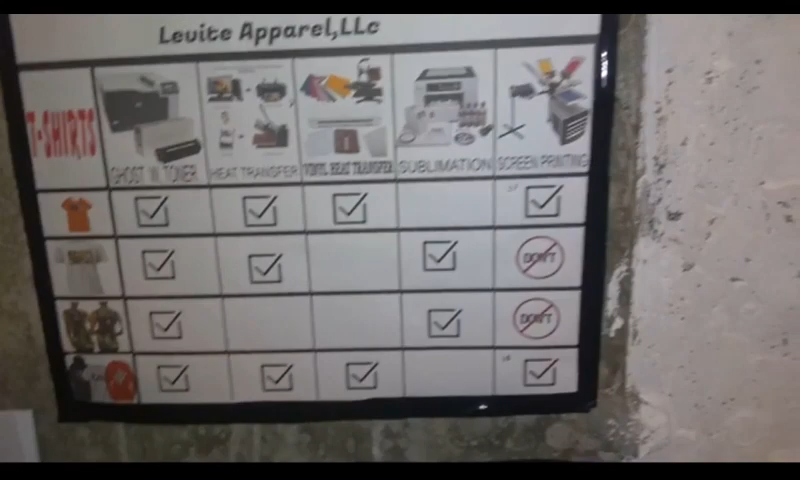 Levite Apparel,LLc
T-SHIRTS
GHOST W. TONER
HEAT TRANSFER
VINYL HEAT TRANSFER
SUBLIMATION
SCREEN PRINTING
DON'T
DON'T